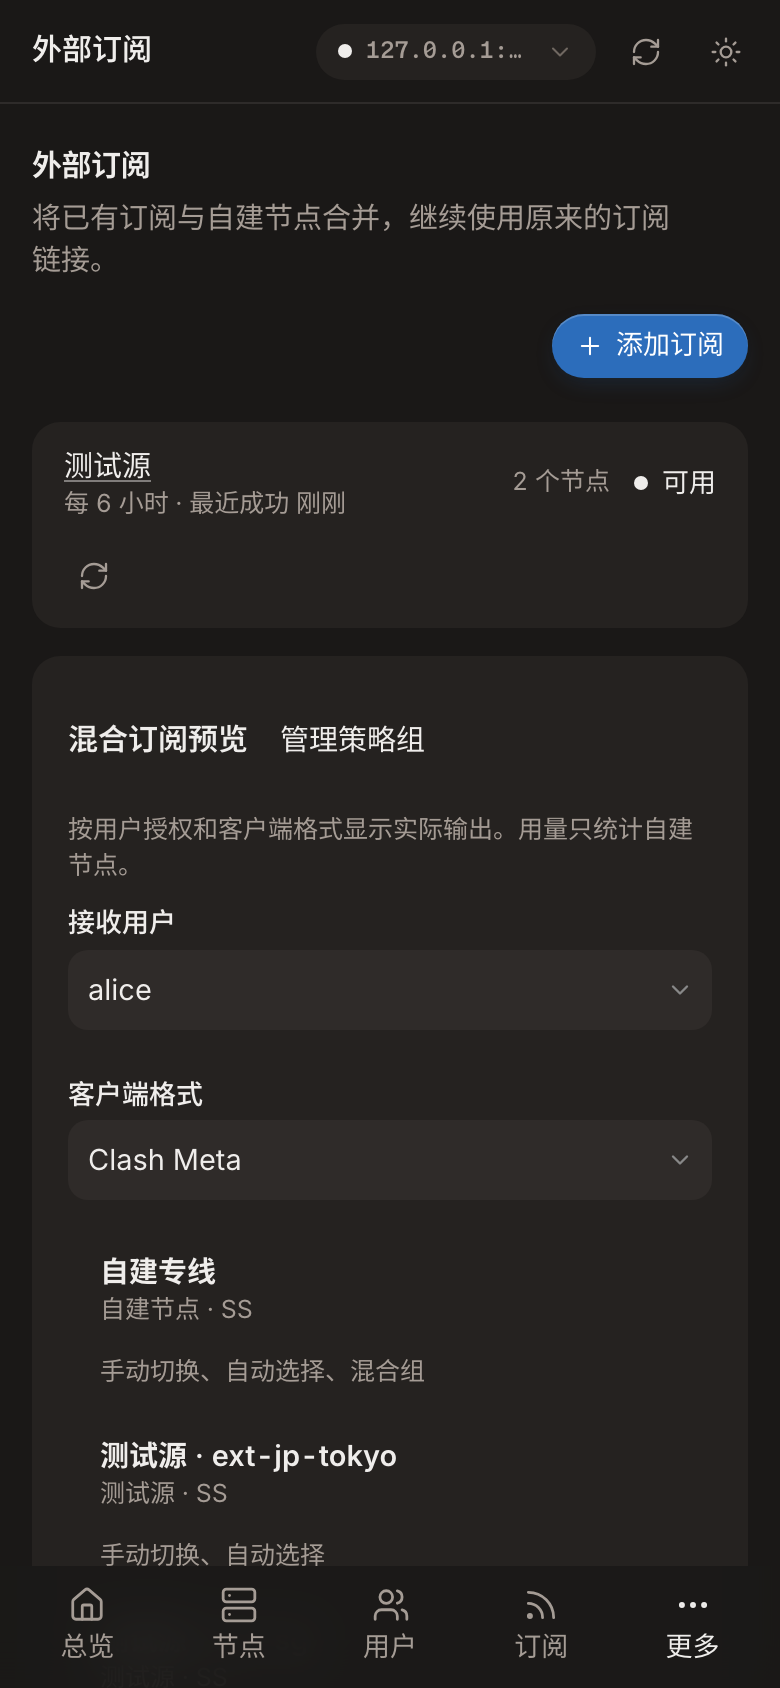 外部订阅
127.0.0.1:…
外部订阅
将已有订阅与自建节点合并，继续使用原来的订阅
链接。
添加订阅
测试源
每 6 小时 · 最近成功 刚刚
2 个节点
可用
混合订阅预览
管理策略组
按用户授权和客户端格式显示实际输出。用量只统计自建
节点。
接收用户
alice
客户端格式
Clash Meta
自建专线
自建节点 · SS
手动切换、自动选择、混合组
测试源 · ext-jp-tokyo
测试源 · SS
手动切换、自动选择
总览
节点
用户
订阅
更多
测试源 · SS